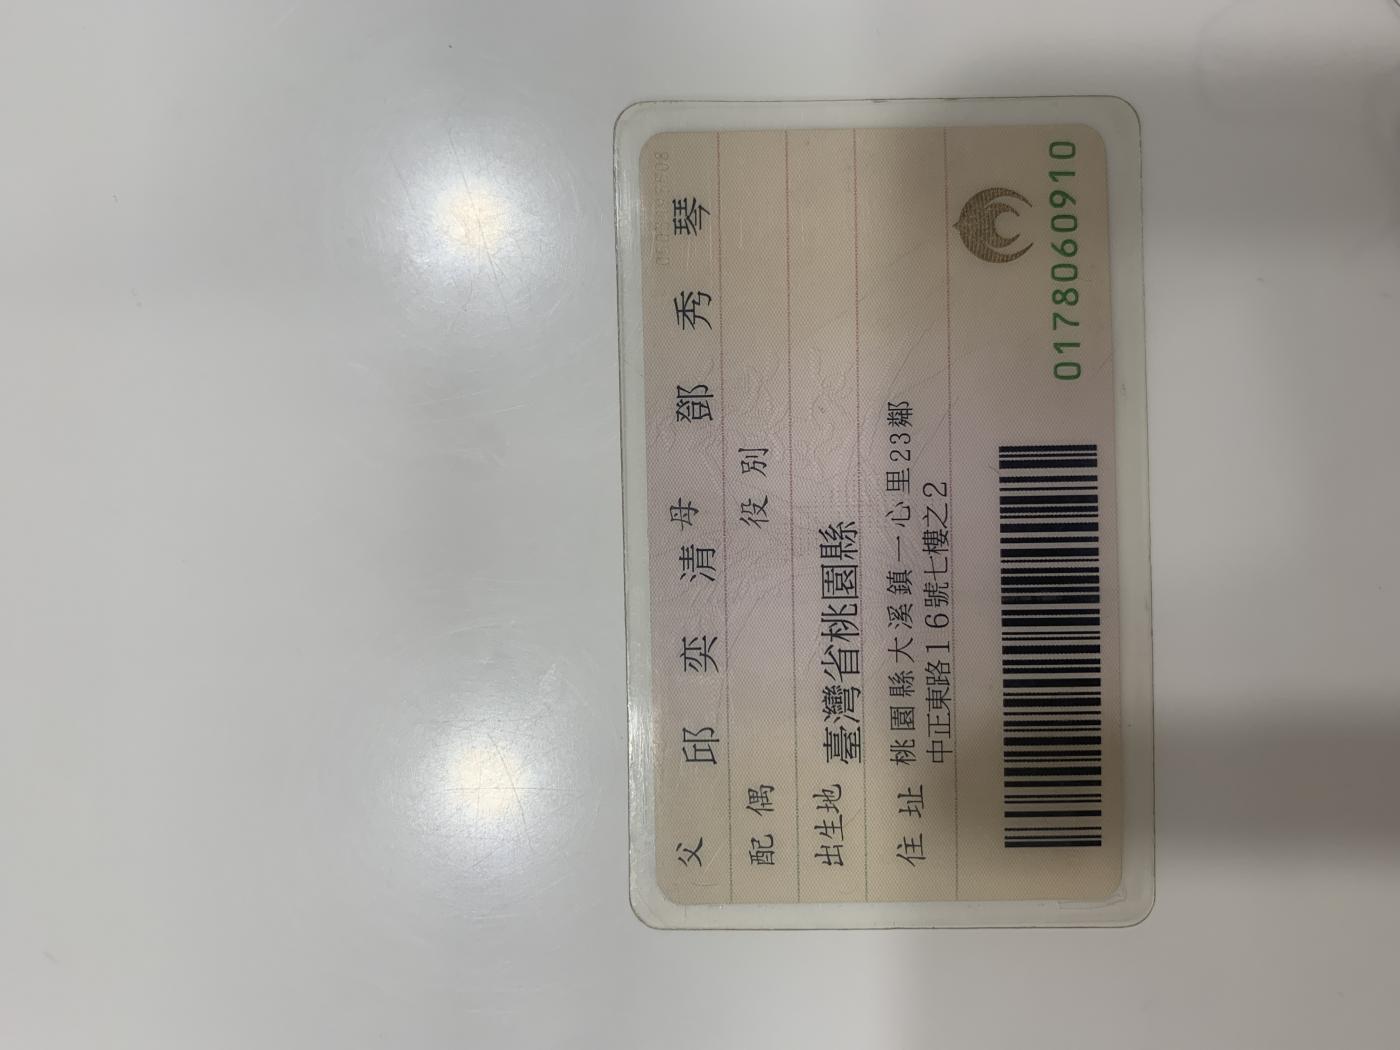 父 邱奕清 母 鄧秀琴
配偶 役別
出生地 臺灣省桃園縣
住址 桃園縣大溪鎮一心里23鄰
中正東路16號七樓之2
0178060910